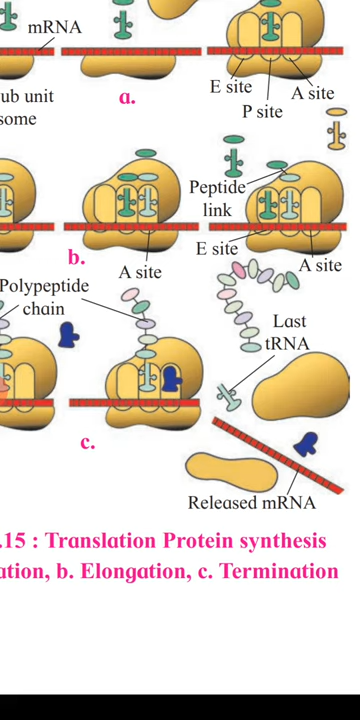 mRNA
ub unit
some
a.
E site
P site
A site
Peptide
link
b.
A site
E site
A site
Polypeptide
chain
Last
tRNA
c.
Released mRNA
.15 : Translation Protein synthesis
ation, b. Elongation, c. Termination